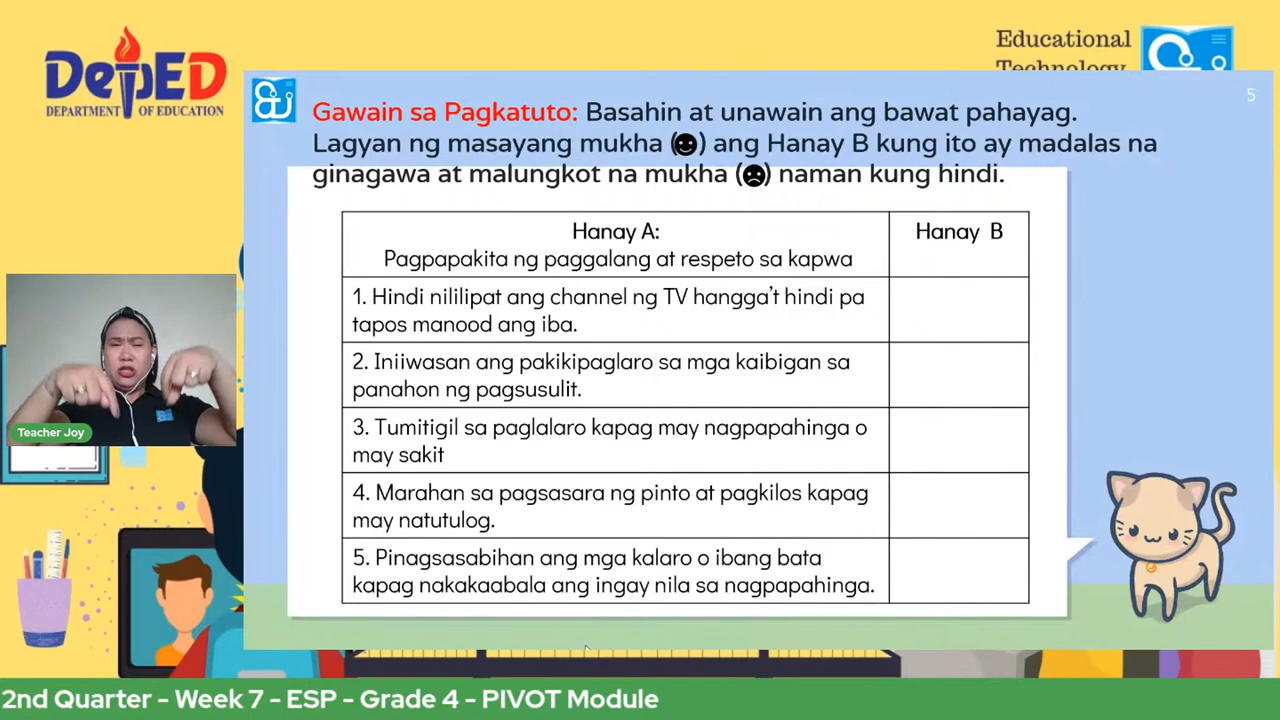 DepED
DEPARTMENT OF EDUCATION
Educational
Technology
5
Gawain sa Pagkatuto: Basahin at unawain ang bawat pahayag.
Lagyan ng masayang mukha (☻) ang Hanay B kung ito ay madalas na
ginagawa at malungkot na mukha (☹) naman kung hindi.
Hanay A:
Pagpapakita ng paggalang at respeto sa kapwa
Hanay B
1. Hindi nililipat ang channel ng TV hangga't hindi pa
tapos manood ang iba.
2. Iniiwasan ang pakikipaglaro sa mga kaibigan sa
panahon ng pagsusulit.
3. Tumitigil sa paglalaro kapag may nagpapahinga o
may sakit
4. Marahan sa pagsasara ng pinto at pagkilos kapag
may natutulog.
5. Pinagsasabihan ang mga kalaro o ibang bata
kapag nakakaabala ang ingay nila sa nagpapahinga.
Teacher Joy
2nd Quarter - Week 7 - ESP - Grade 4 - PIVOT Module